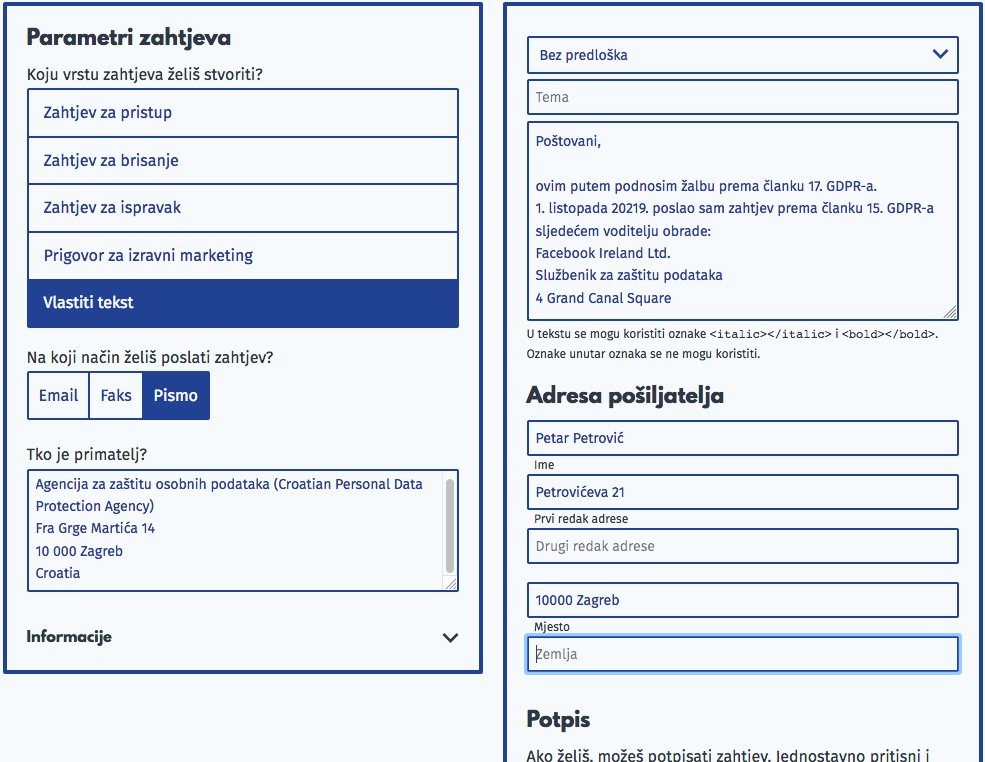 Parametri zahtjeva
Koju vrstu zahtjeva želiš stvoriti?
Zahtjev za pristup
Zahtjev za brisanje
Zahtjev za ispravak
Prigovor za izravni marketing
Vlastiti tekst
Na koji način želiš poslati zahtjev?
Email Faks Pismo
Tko je primatelj?
Agencija za zaštitu osobnih podataka (Croatian Personal Data
Protection Agency)
Fra Grge Martića 14
10 000 Zagreb
Croatia
Informacije
Bez predloška
Tema
Poštovani,
ovim putem podnosim žalbu prema članku 17. GDPR-a.
1. listopada 20219. poslao sam zahtjev prema članku 15. GDPR-a
sljedećem voditelju obrade:
Facebook Ireland Ltd.
Službenik za zaštitu podataka
4 Grand Canal Square
U tekstu se mogu koristiti oznake <italic></italic> i <bold></bold>.
Oznake unutar oznaka se ne mogu koristiti.
Adresa pošiljatelja
Petar Petrović
Ime
Petrovićeva 21
Prvi redak adrese
Drugi redak adrese
10000 Zagreb
Mjesto
Zemlja
Potpis
Ako želiš, možeš potpisati zahtjev. Jednostavno pritisni i